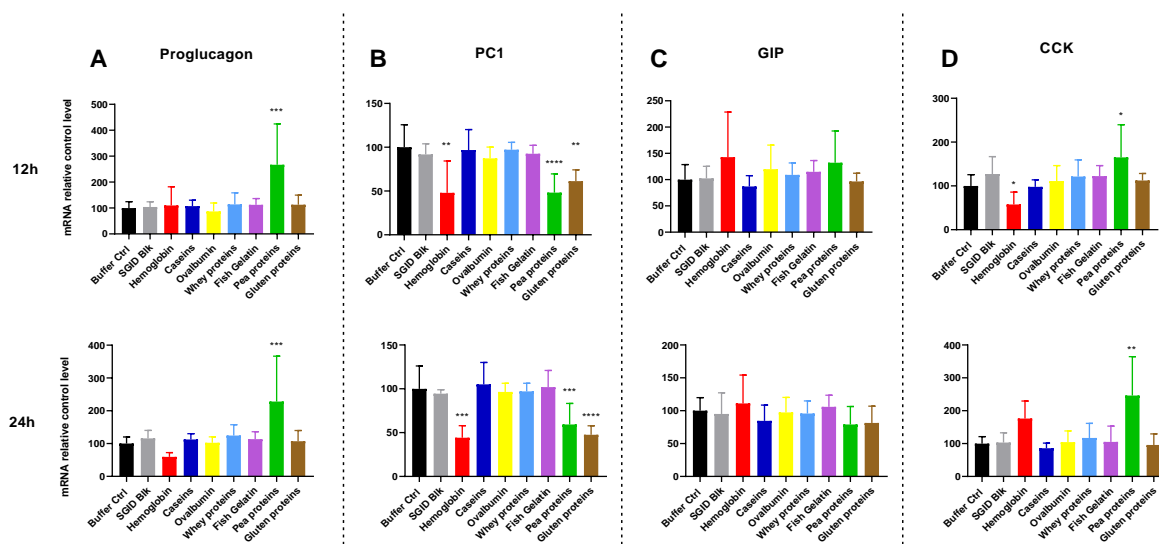 A Proglucagon
B PC1
C GIP
D CCK
12h
mRNA relative control level
500
400
300
200
100
0
***
Buffer Ctrl
SGID Blk
Hemoglobin
Caseins
Ovalbumin
Whey proteins
Fish Gelatin
Pea proteins
Gluten proteins
150
100
50
0
**
****
**
Buffer Ctrl
SGID Blk
Hemoglobin
Caseins
Ovalbumin
Whey proteins
Fish Gelatin
Pea proteins
Gluten proteins
250
200
150
100
50
0
Buffer Ctrl
SGID Blk
Hemoglobin
Caseins
Ovalbumin
Whey proteins
Fish Gelatin
Pea proteins
Gluten proteins
300
200
100
0
*
*
Buffer Ctrl
SGID Blk
Hemoglobin
Caseins
Ovalbumin
Whey proteins
Fish Gelatin
Pea proteins
Gluten proteins
24h
mRNA relative control level
400
300
200
100
0
***
Buffer Ctrl
SGID Blk
Hemoglobin
Caseins
Ovalbumin
Whey proteins
Fish Gelatin
Pea proteins
Gluten proteins
150
100
50
0
***
***
****
Buffer Ctrl
SGID Blk
Hemoglobin
Caseins
Ovalbumin
Whey proteins
Fish Gelatin
Pea proteins
Gluten proteins
200
150
100
50
0
Buffer Ctrl
SGID Blk
Hemoglobin
Caseins
Ovalbumin
Whey proteins
Fish Gelatin
Pea proteins
Gluten proteins
400
300
200
100
0
**
Buffer Ctrl
SGID Blk
Hemoglobin
Caseins
Ovalbumin
Whey proteins
Fish Gelatin
Pea proteins
Gluten proteins